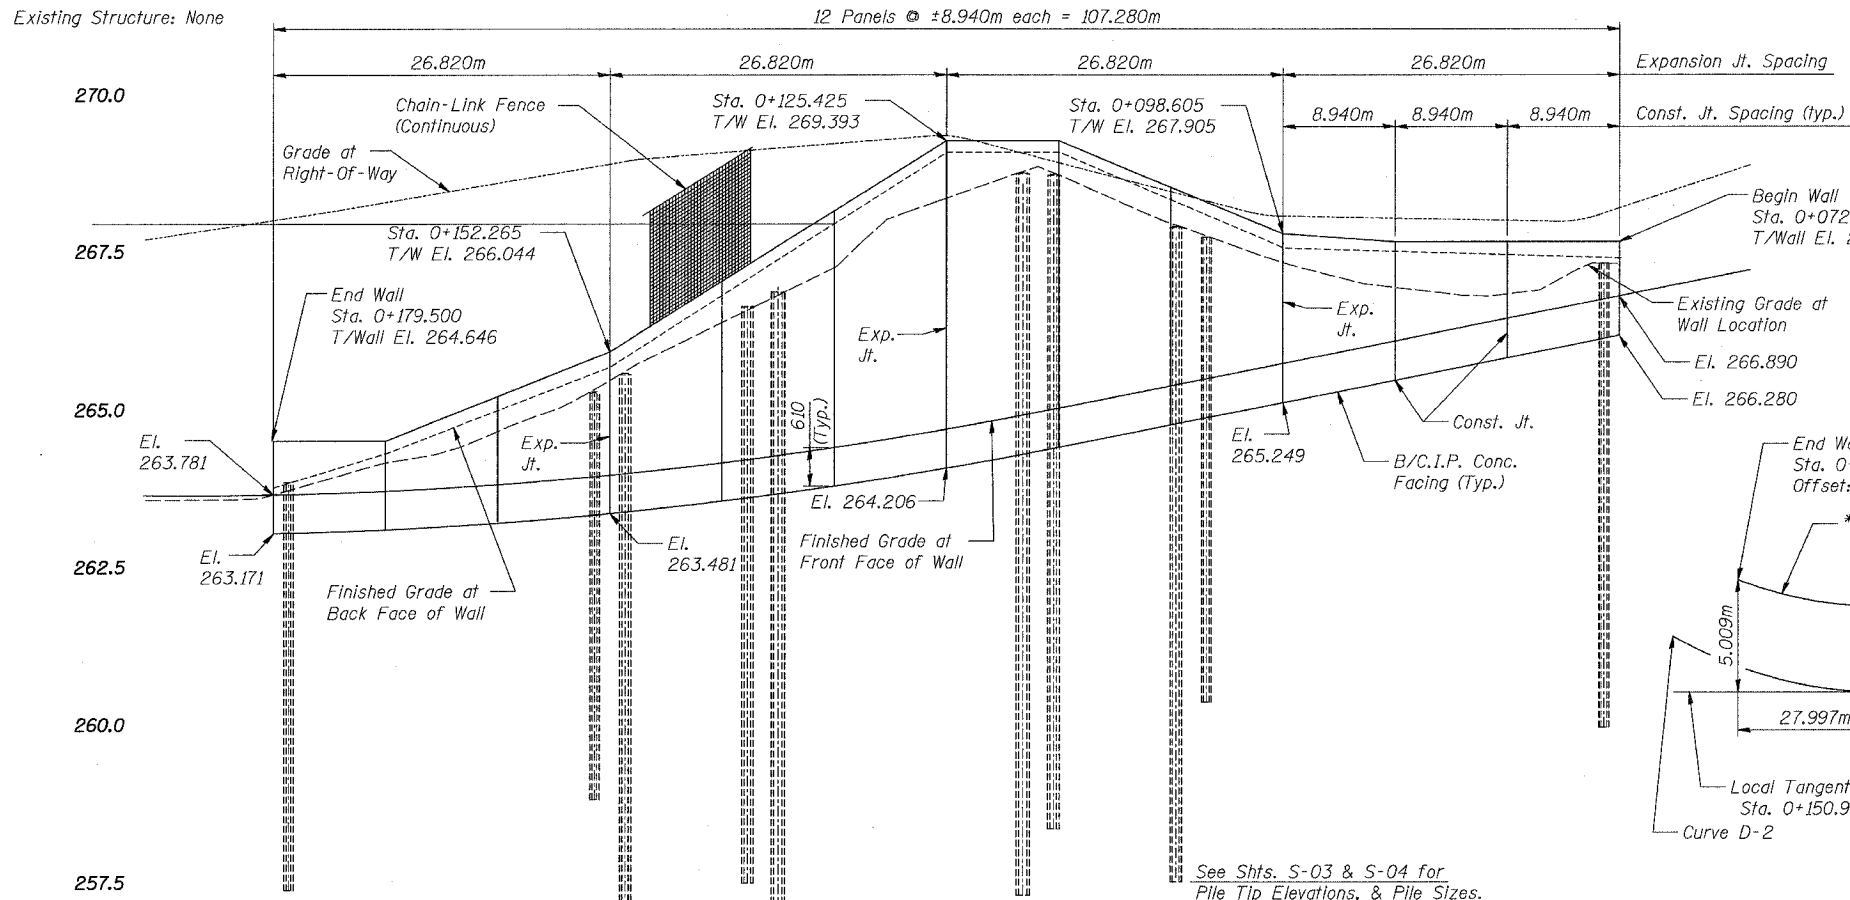 Existing Structure: None
12 Panels @ ±8.940m each = 107.280m
26.820m
26.820m
26.820m
26.820m
Expansion Jt. Spacing
270.0
Chain-Link Fence
(Continuous)
Sta. 0+125.425
T/W El. 269.393
Sta. 0+098.605
T/W El. 267.905
8.940m
8.940m
8.940m
Const. Jt. Spacing (typ.)
Grade at
Right-Of-Way
Begin Wall
Sta. 0+072
T/Wall El.
267.5
Sta. 0+152.265
T/W El. 266.044
End Wall
Sta. 0+179.500
T/Wall El. 264.646
Exp.
Jt.
Exp.
Jt.
Existing Grade at
Wall Location
El. 266.890
El. 266.280
265.0
El.
263.781
Exp.
Jt.
610
(Typ.)
El.
265.249
Const. Jt.
B/C.I.P. Conc.
Facing (Typ.)
End Wa
Sta. 0+
Offset:
*
El. 264.206
El.
263.171
El.
263.481
Finished Grade at
Front Face of Wall
262.5
Finished Grade at
Back Face of Wall
5.009m
260.0
27.997m
Local Tangent
Sta. 0+150.9
Curve D-2
257.5
See Shts. S-03 & S-04 for
Pile Tip Elevations, & Pile Sizes.